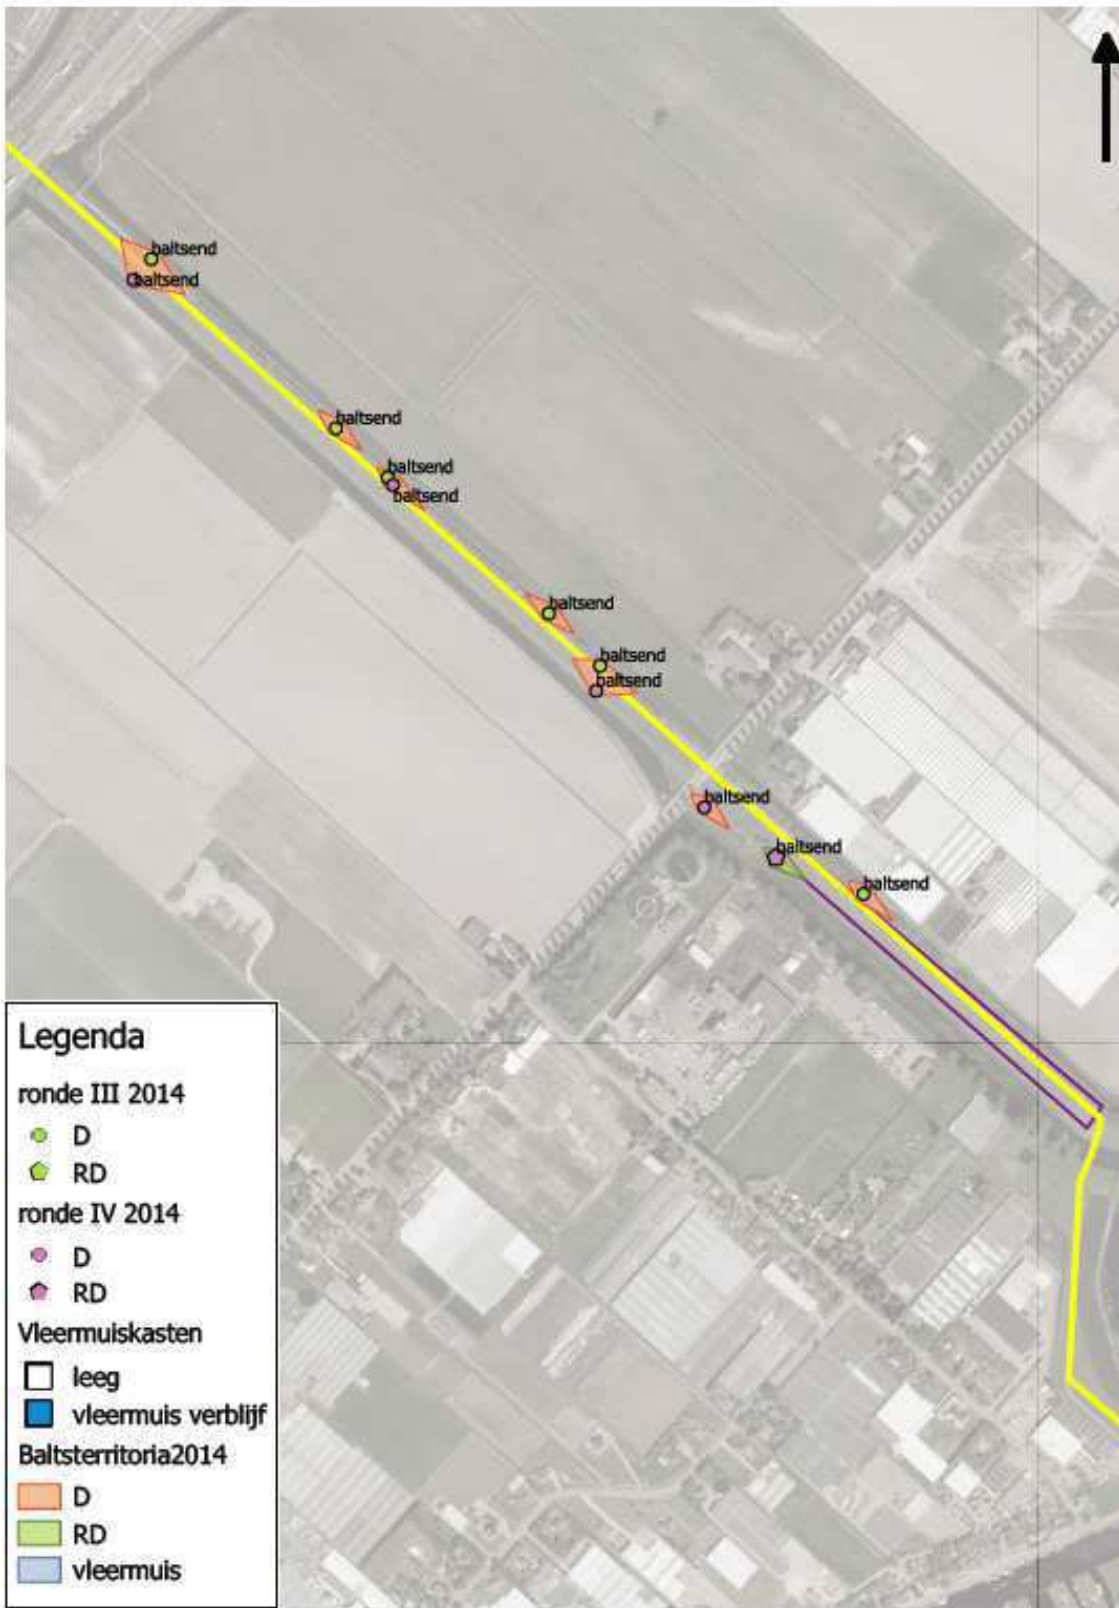 baltsend
baltsend
baltsend
baltsend
baltsend
baltsend
baltsend
baltsend
baltsend
baltsend
baltsend
Legenda
ronde III 2014
D
RD
ronde IV 2014
D
RD
Vleermuiskasten
leeg
vleermuis verblijf
Baltsterritoria2014
D
RD
vleermuis